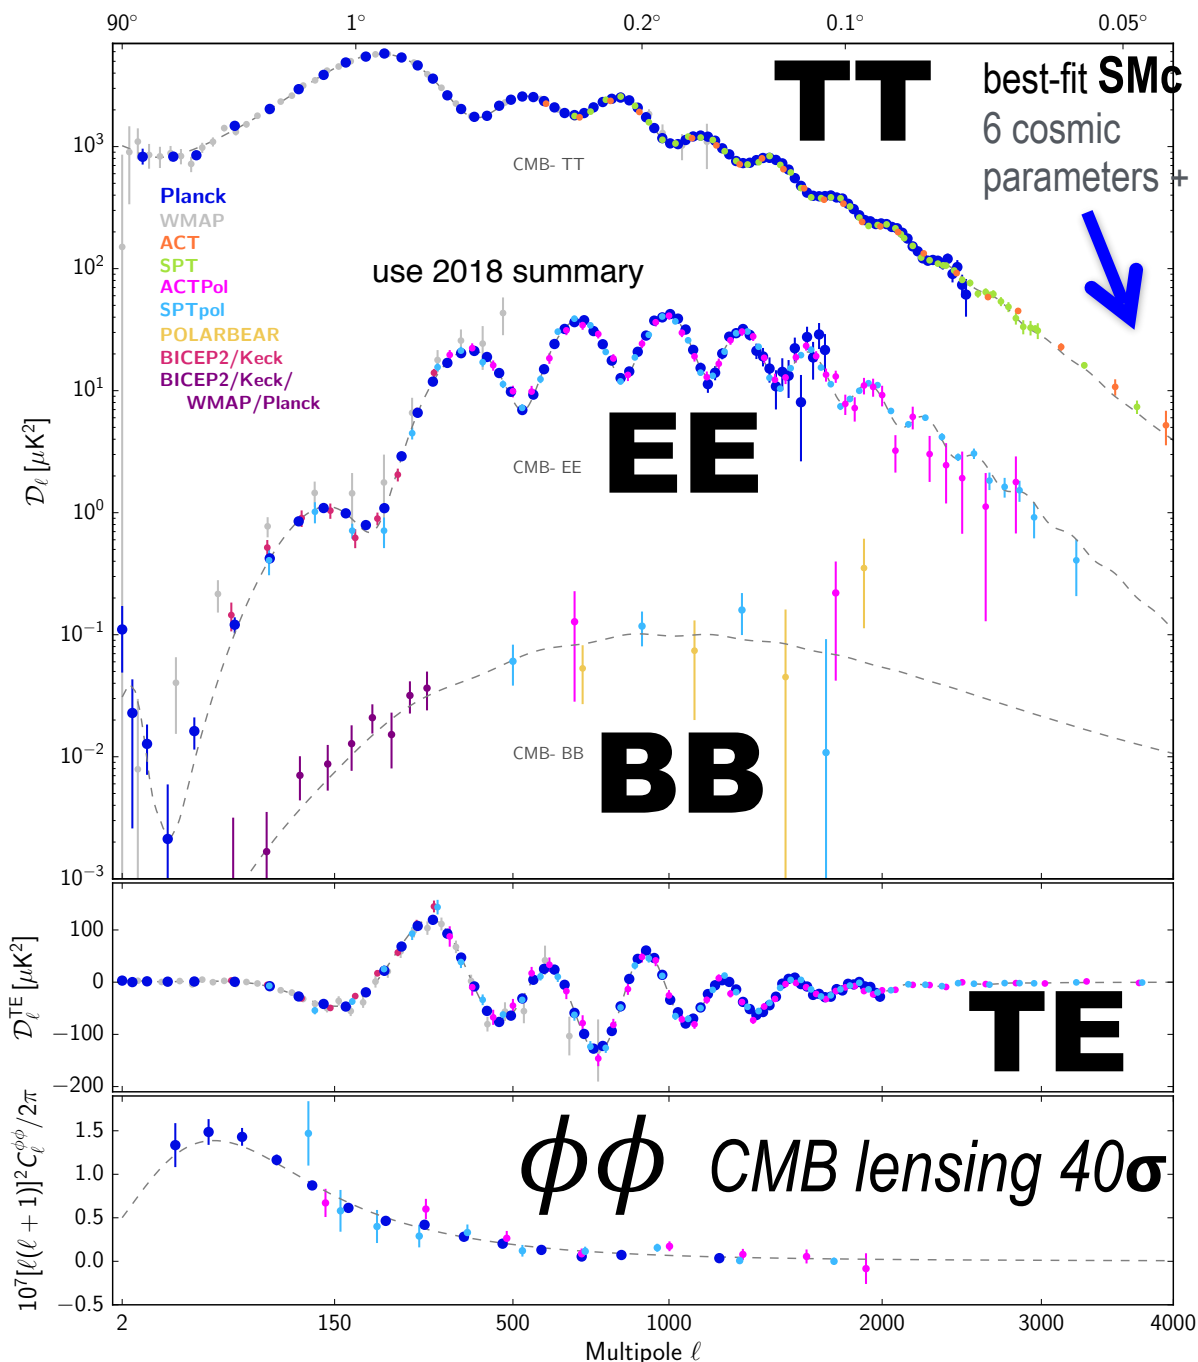 90° 1° 0.2° 0.1° 0.05°
TT
best-fit SMc
6 cosmic
parameters +
10³
CMB- TT
Planck
WMAP
ACT
SPT
ACTPol
SPTpol
POLARBEAR
BICEP2/Keck
BICEP2/Keck/
WMAP/Planck
use 2018 summary
10²
10¹
EE
CMB- EE
𝒟ℓ [μK²]
10⁰
10⁻¹
BB
CMB- BB
10⁻²
10⁻³
𝒟ℓᵀᴱ [μK²]
100
0
−100
−200
TE
10⁷[ℓ(ℓ + 1)]²Cℓ^ϕϕ/2π
1.5
1.0
0.5
0.0
−0.5
ϕϕ CMB lensing 40σ
2 150 500 1000 2000 3000 4000
Multipole ℓ